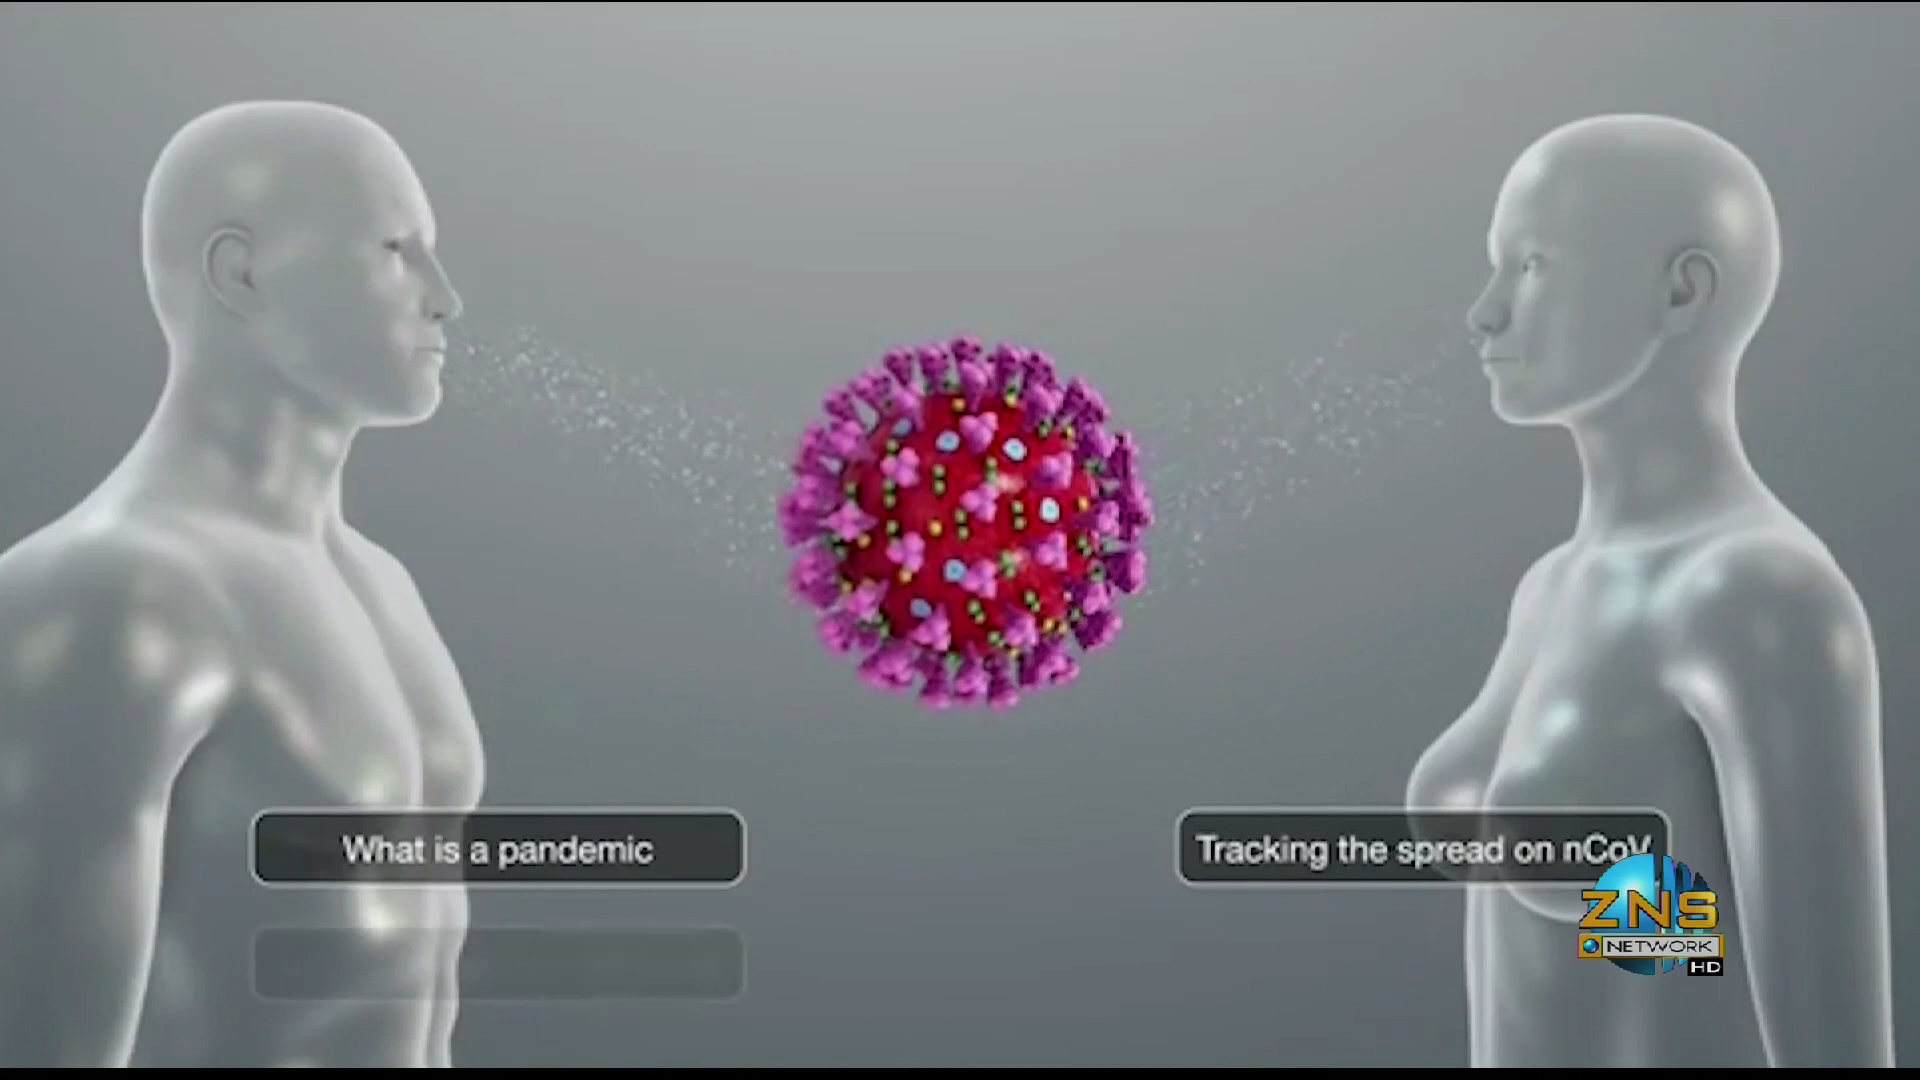 What is a pandemic
Tracking the spread on nCoV
ZNS
NETWORK
HD